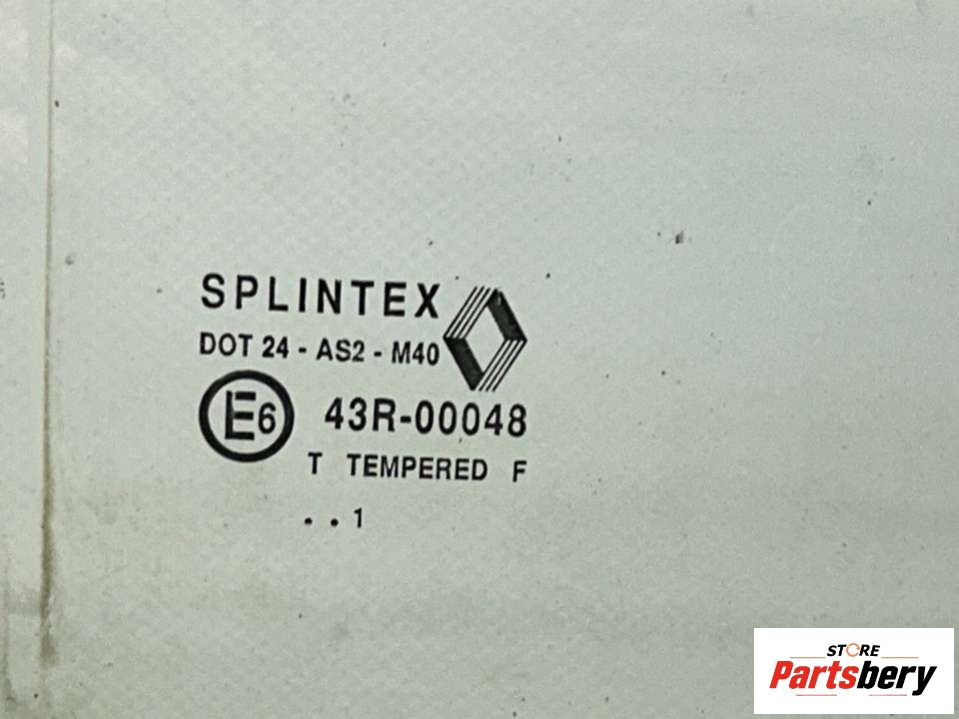 SPLINTEX
DOT 24 - AS2 - M40
E6 43R-00048
T TEMPERED F
. . 1
STORE
Partsbery